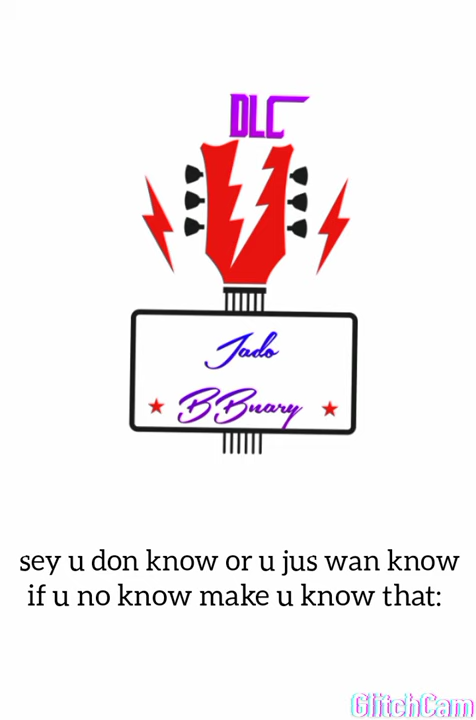 DLC
Jado
BBnary
sey u don know or u jus wan know
if u no know make u know that:
GlitchCam